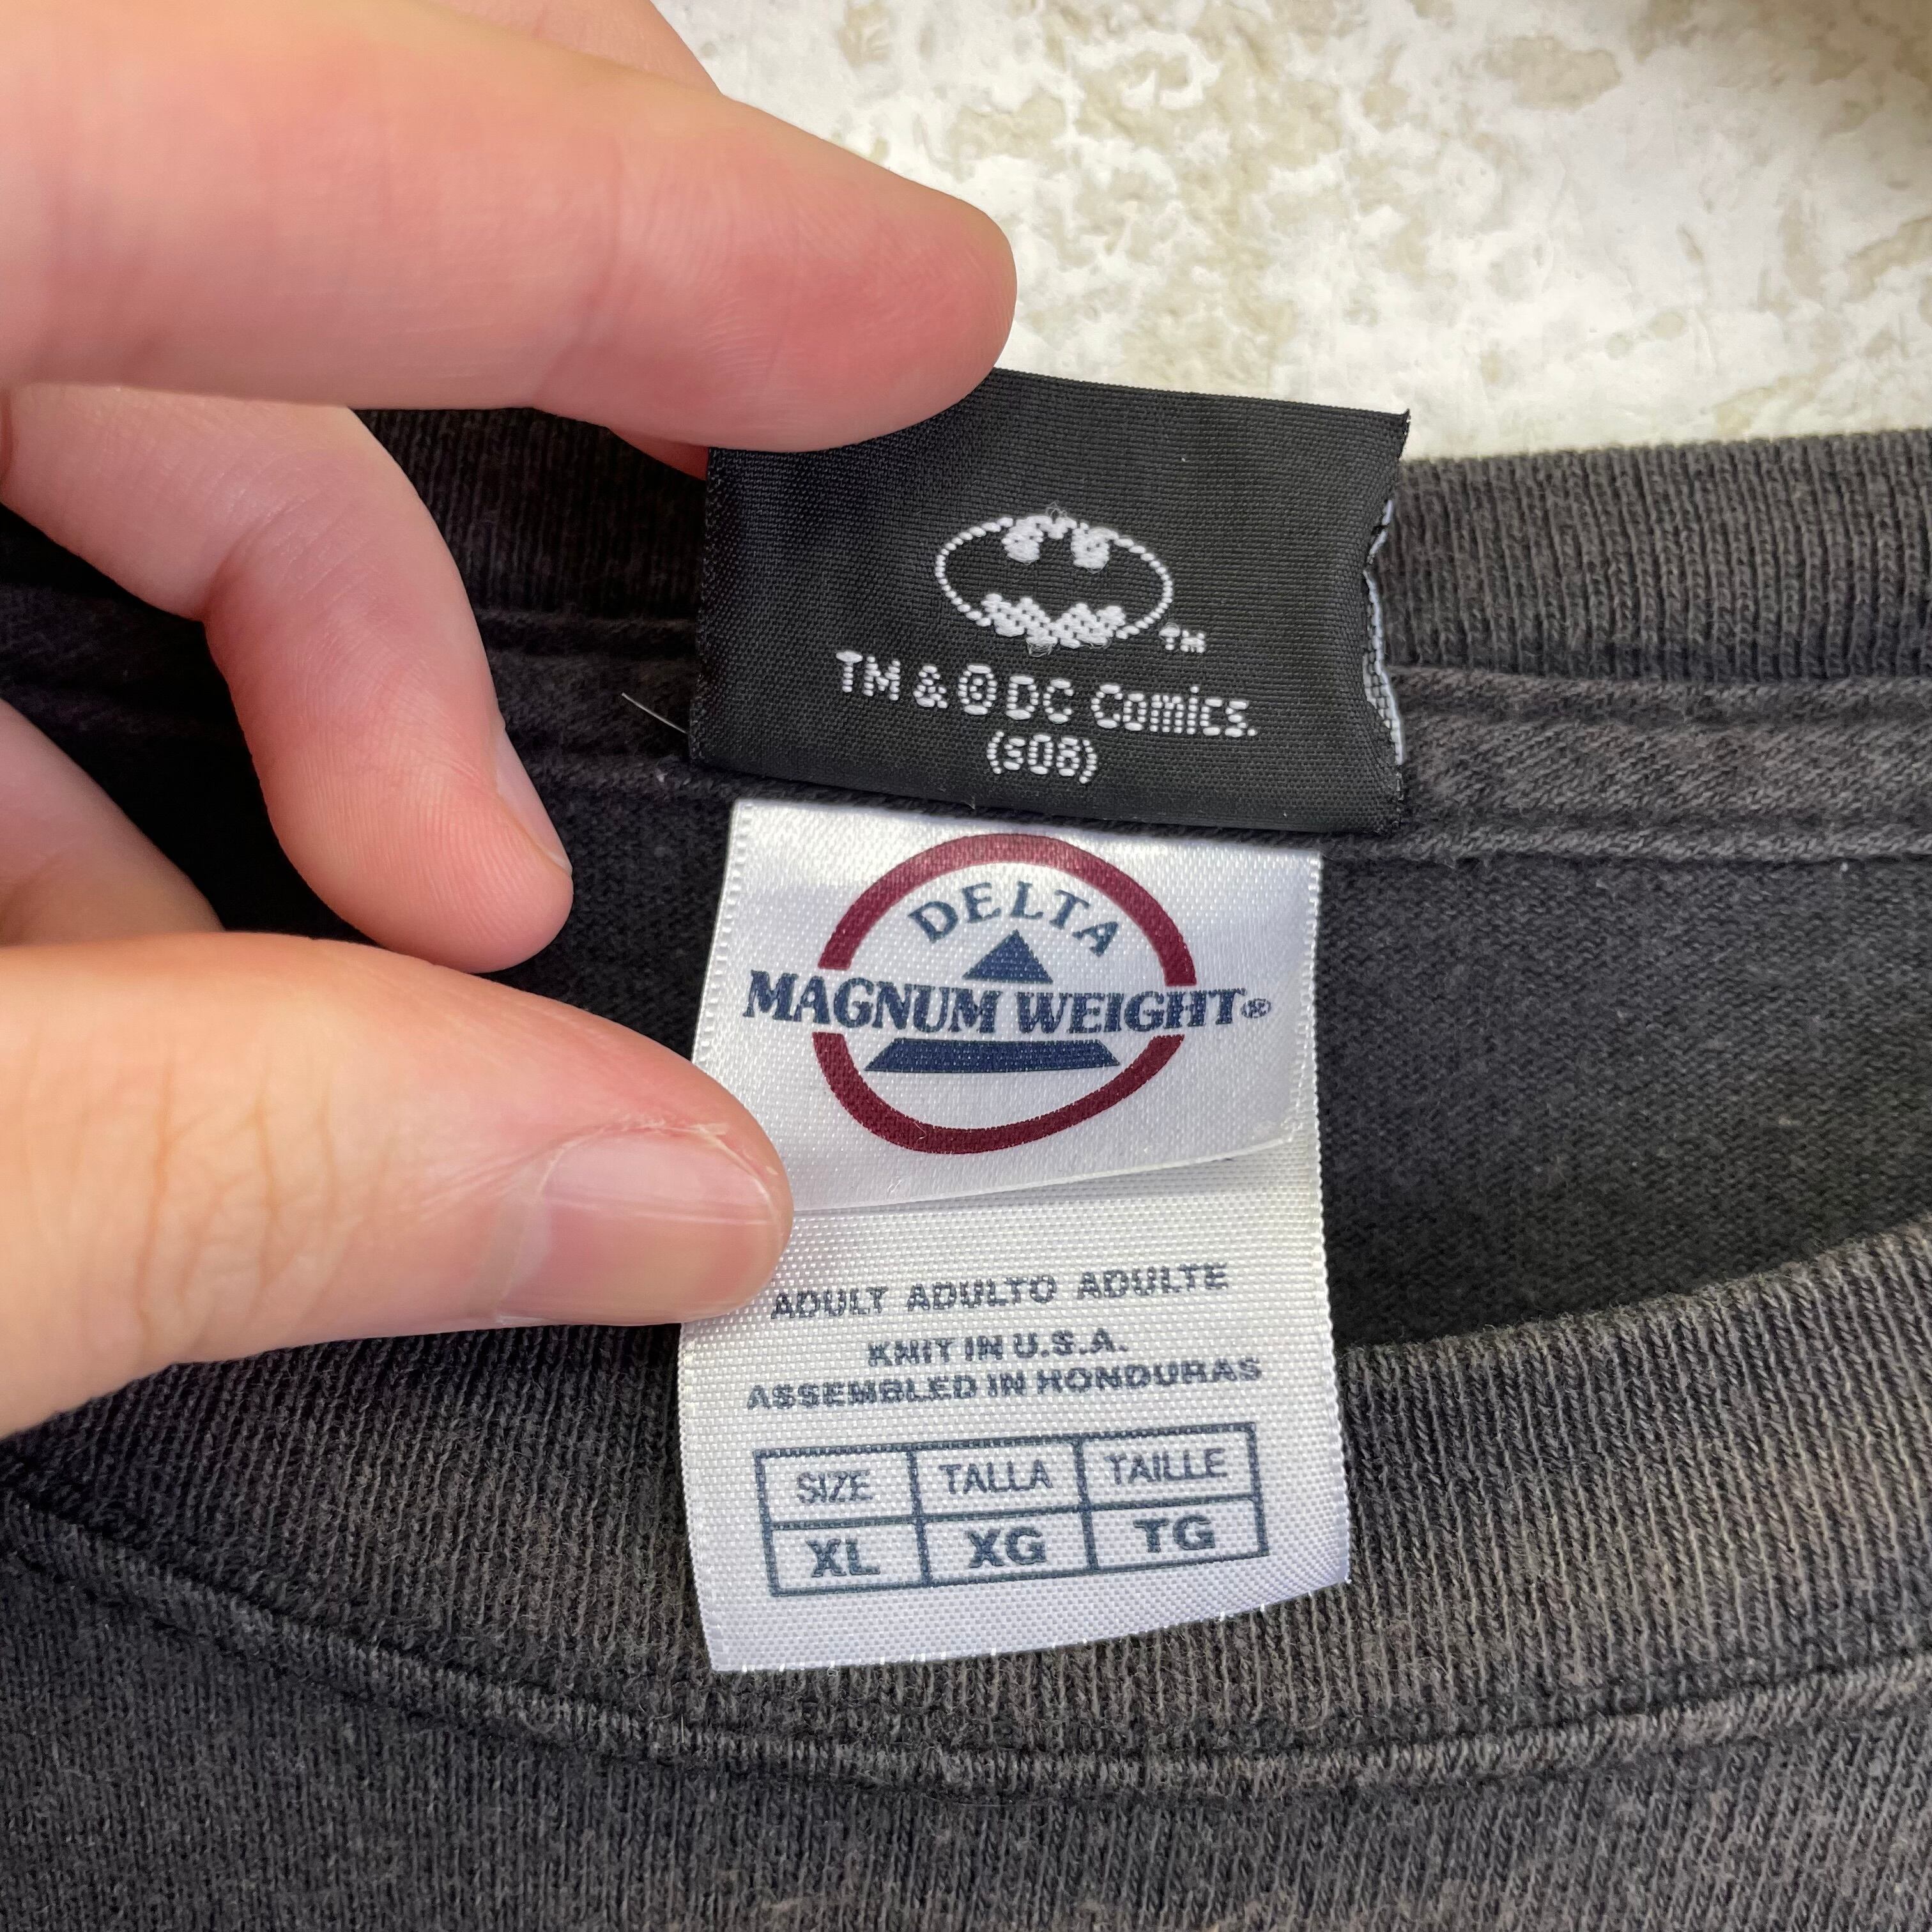 TM
TM & © DC Comics.
(s08)
DELTA
MAGNUM WEIGHT®
ADULT ADULTO ADULTE
KNIT IN U.S.A.
ASSEMBLED IN HONDURAS
SIZE TALLA TAILLE
XL XG TG